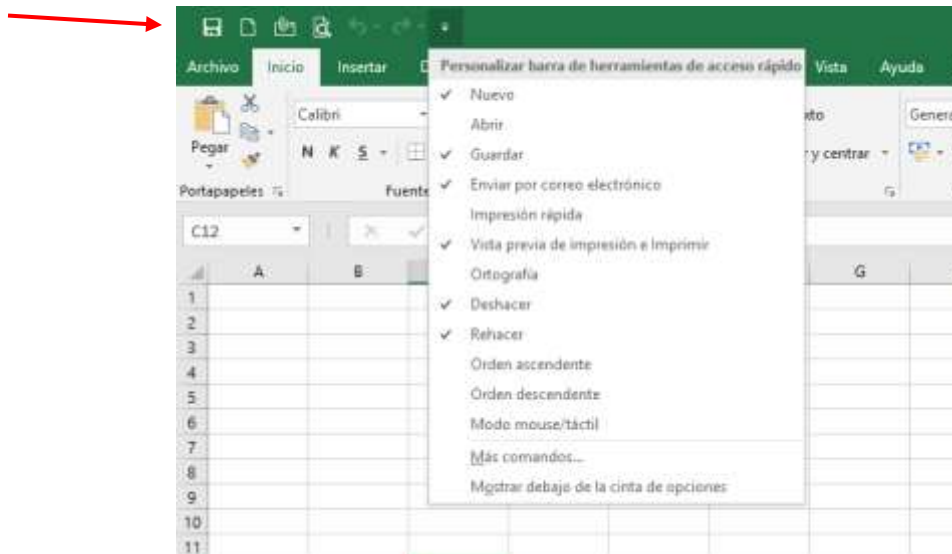 Archivo Inicio Insertar D Vista Ayuda
Personalizar barra de herramientas de acceso rápido
Nuevo
Abrir
Guardar
Enviar por correo electrónico
Impresión rápida
Vista previa de impresión e Imprimir
Ortografía
Deshacer
Rehacer
Orden ascendente
Orden descendente
Modo mouse/táctil
Más comandos...
Mostrar debajo de la cinta de opciones
Calibri
xto Genera
Pegar N K S
r y centrar
Portapapeles Fuente
C12
A B G
1
2
3
4
5
6
7
8
9
10
11